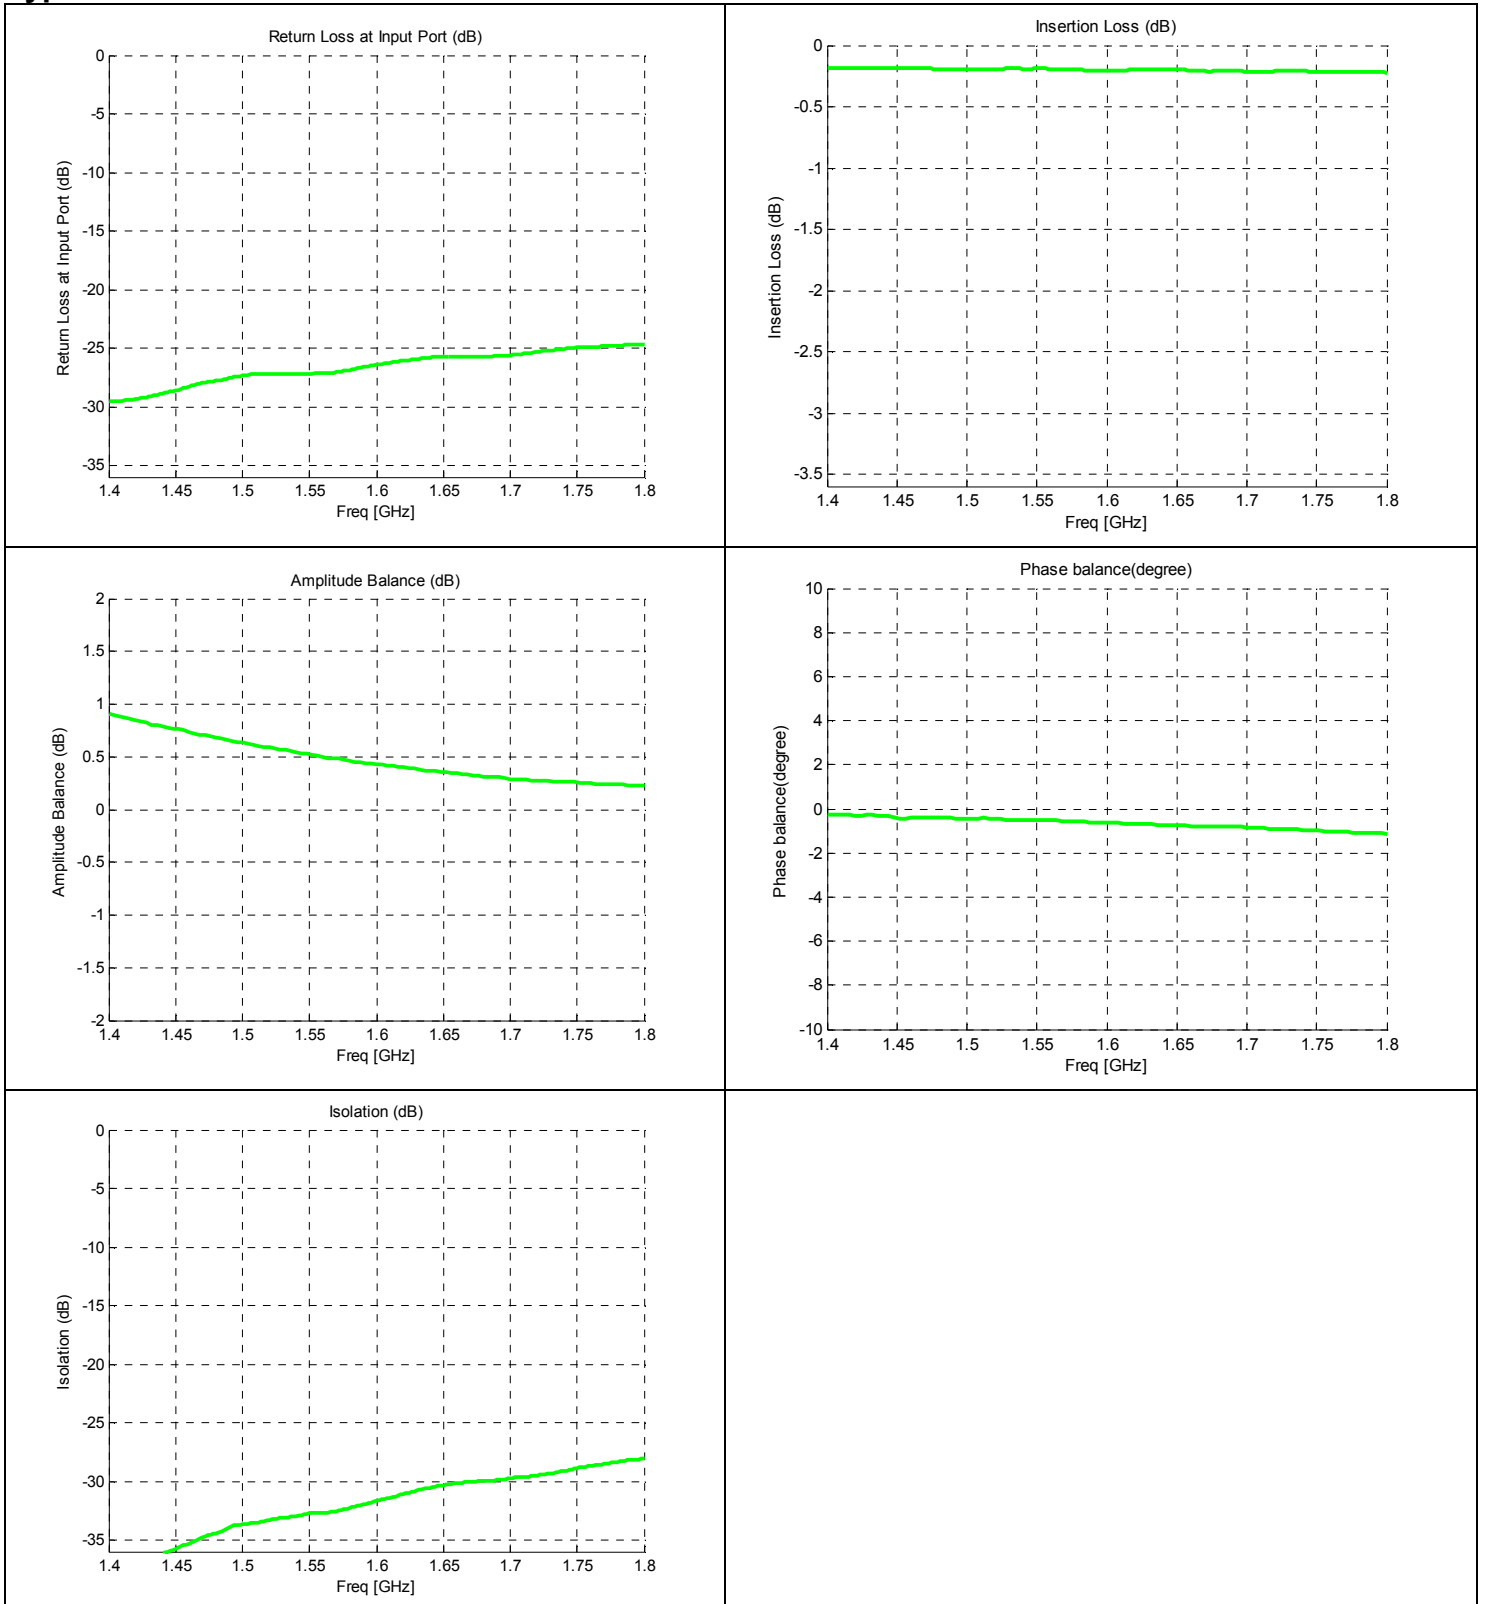 Return Loss at Input Port (dB)
0
-5
-10
-15
-20
-25
-30
-35
Return Loss at Input Port (dB)
1.4 1.45 1.5 1.55 1.6 1.65 1.7 1.75 1.8
Freq [GHz]
Insertion Loss (dB)
0
-0.5
-1
-1.5
-2
-2.5
-3
-3.5
Insertion Loss (dB)
1.4 1.45 1.5 1.55 1.6 1.65 1.7 1.75 1.8
Freq [GHz]
Amplitude Balance (dB)
2
1.5
1
0.5
0
-0.5
-1
-1.5
-2
Amplitude Balance (dB)
1.4 1.45 1.5 1.55 1.6 1.65 1.7 1.75 1.8
Freq [GHz]
Phase balance(degree)
10
8
6
4
2
0
-2
-4
-6
-8
-10
Phase balance(degree)
1.4 1.45 1.5 1.55 1.6 1.65 1.7 1.75 1.8
Freq [GHz]
Isolation (dB)
0
-5
-10
-15
-20
-25
-30
-35
Isolation (dB)
1.4 1.45 1.5 1.55 1.6 1.65 1.7 1.75 1.8
Freq [GHz]